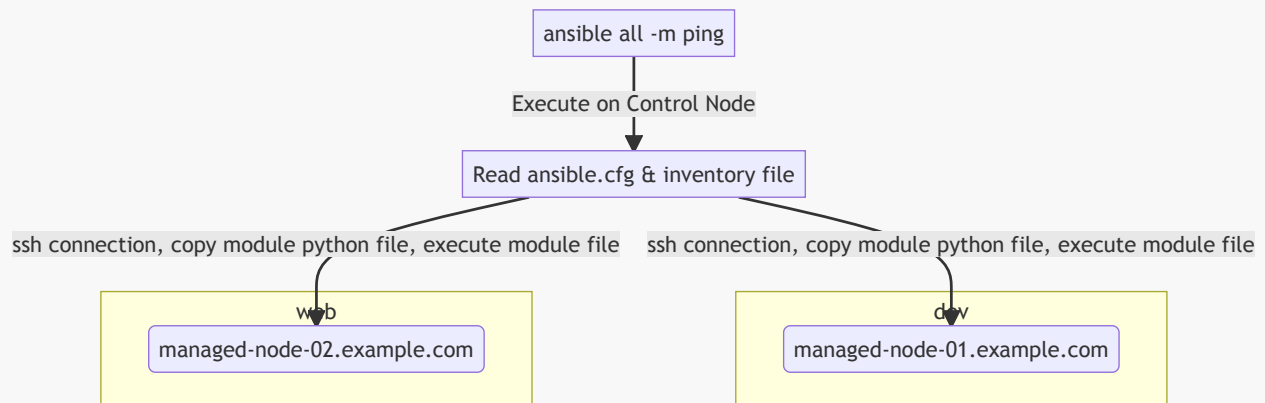 ansible all -m ping
Execute on Control Node
Read ansible.cfg & inventory file
ssh connection, copy module python file, execute module file
ssh connection, copy module python file, execute module file
web
dev
managed-node-02.example.com
managed-node-01.example.com